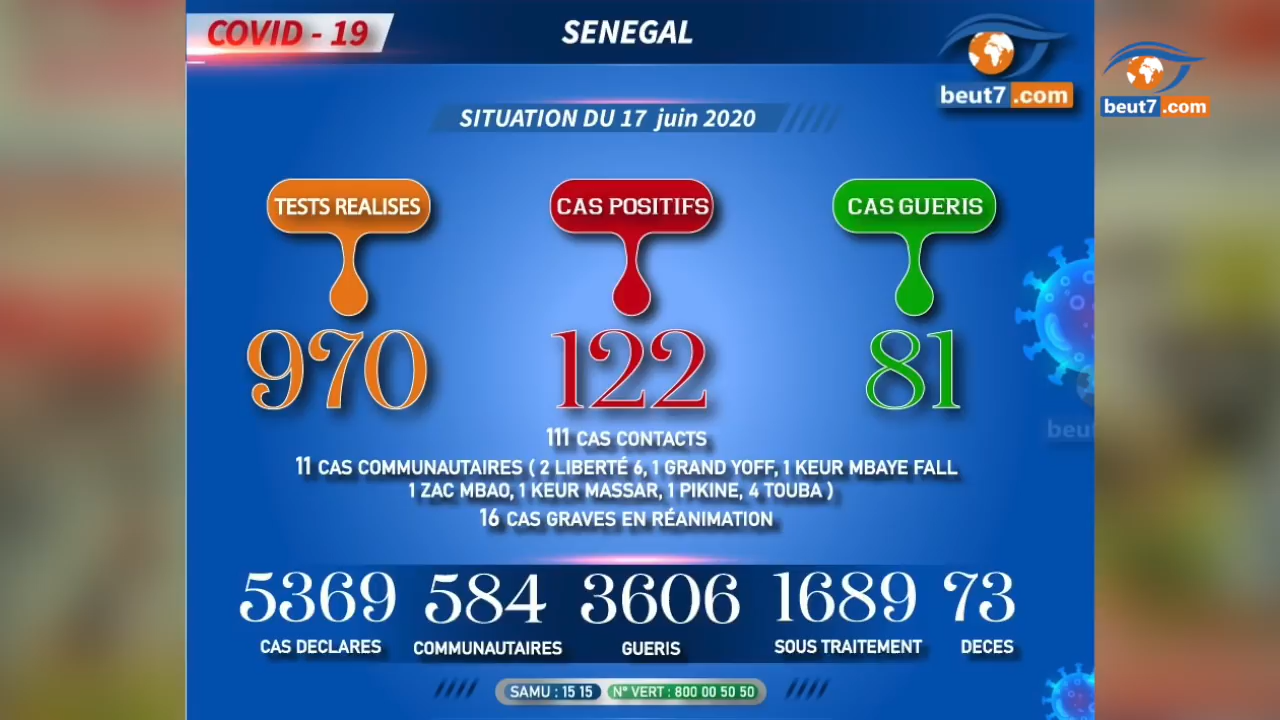 COVID - 19
SENEGAL
beut7.com
beut7.com
SITUATION DU 17 juin 2020
TESTS REALISES
CAS POSITIFS
CAS GUERIS
970
122
81
111 CAS CONTACTS
11 CAS COMMUNAUTAIRES ( 2 LIBERTÉ 6, 1 GRAND YOFF, 1 KEUR MBAYE FALL
1 ZAC MBAO, 1 KEUR MASSAR, 1 PIKINE, 4 TOUBA )
16 CAS GRAVES EN RÉANIMATION
beut
5369
584
3606
1689
73
CAS DECLARES
COMMUNAUTAIRES
GUERIS
SOUS TRAITEMENT
DECES
SAMU : 15 15
N° VERT : 800 00 50 50